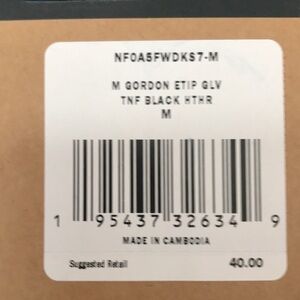 NF0A5FWDKS7-M
M GORDON ETIP GLV
TNF BLACK HTHR
M
1 95437 32634 9
MADE IN CAMBODIA
Suggested Retail 40.00